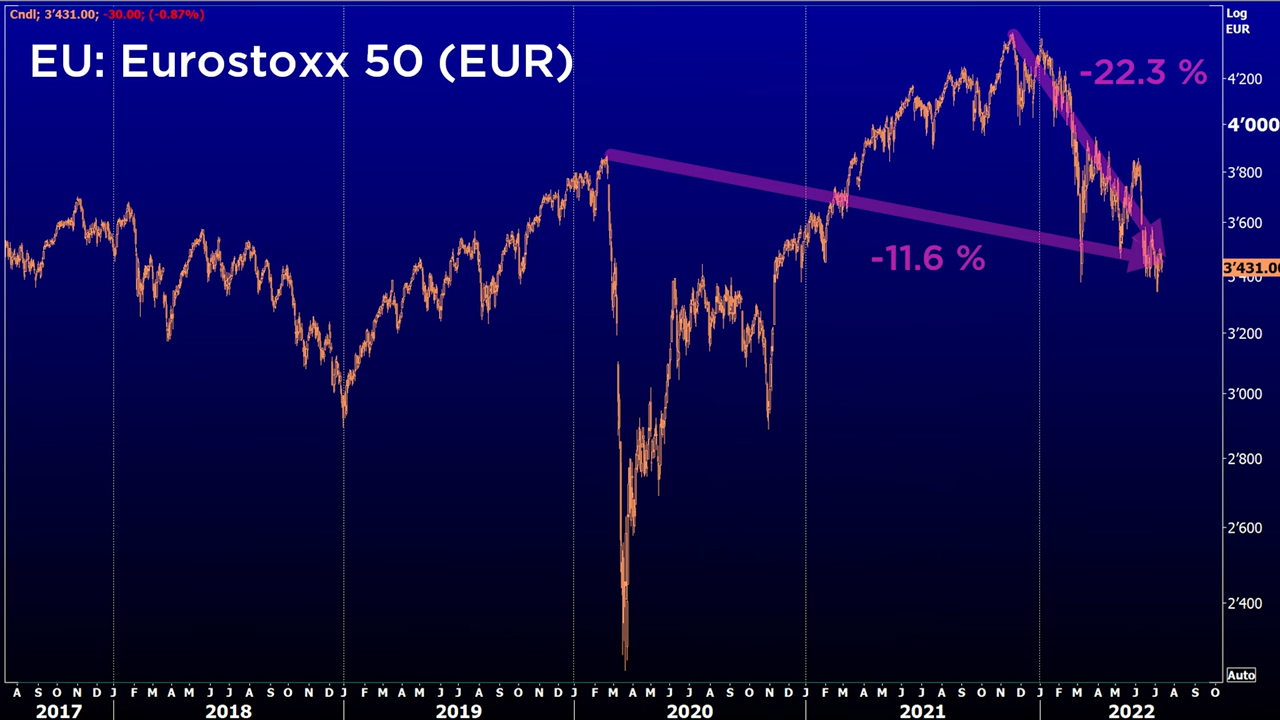 Cndl; 3’431.00; -30.00; (-0.87%)
Log
EUR
EU: Eurostoxx 50 (EUR)
-22.3 %
4’200
4’000
3’800
3’600
-11.6 %
3’431.00
3’400
3’200
3’000
2’800
2’600
2’400
Auto
A S O N D J F M A M J J A S O N D J F M A M J J A S O N D J F M A M J J A S O N D J F M A M J J A S O N D J F M A M J J A S O
2017 2018 2019 2020 2021 2022